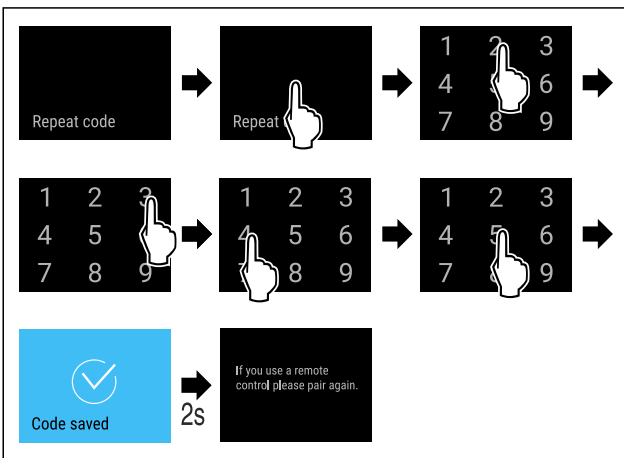 Repeat code
Repeat
1 2 3
4 6
7 8 9
1 2 3
4 5
7 8 9
1 2 3
4 5 6
8 9
1 2 3
4 5 6
7 9
Code saved
2s
If you use a remote
control please pair again.